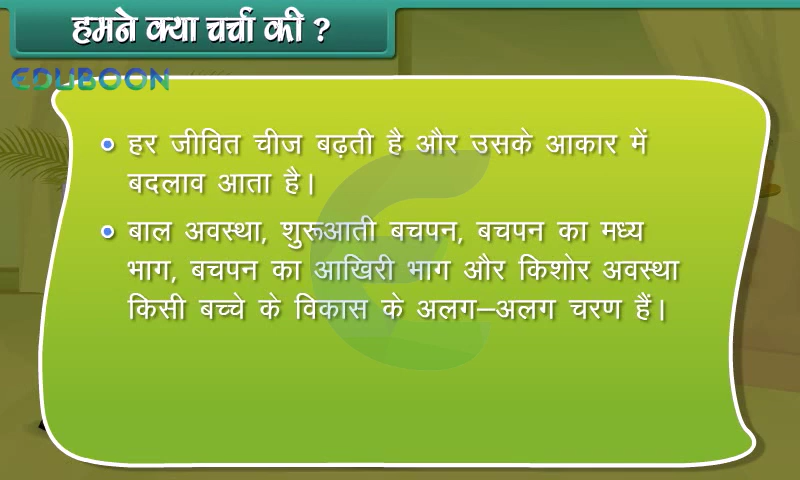 हमने क्या चर्चा की ?
EDUBOON
हर जीवित चीज बढ़ती है और उसके आकार में
बदलाव आता है।
बाल अवस्था, शुरूआती बचपन, बचपन का मध्य
भाग, बचपन का आखिरी भाग और किशोर अवस्था
किसी बच्चे के विकास के अलग–अलग चरण हैं।